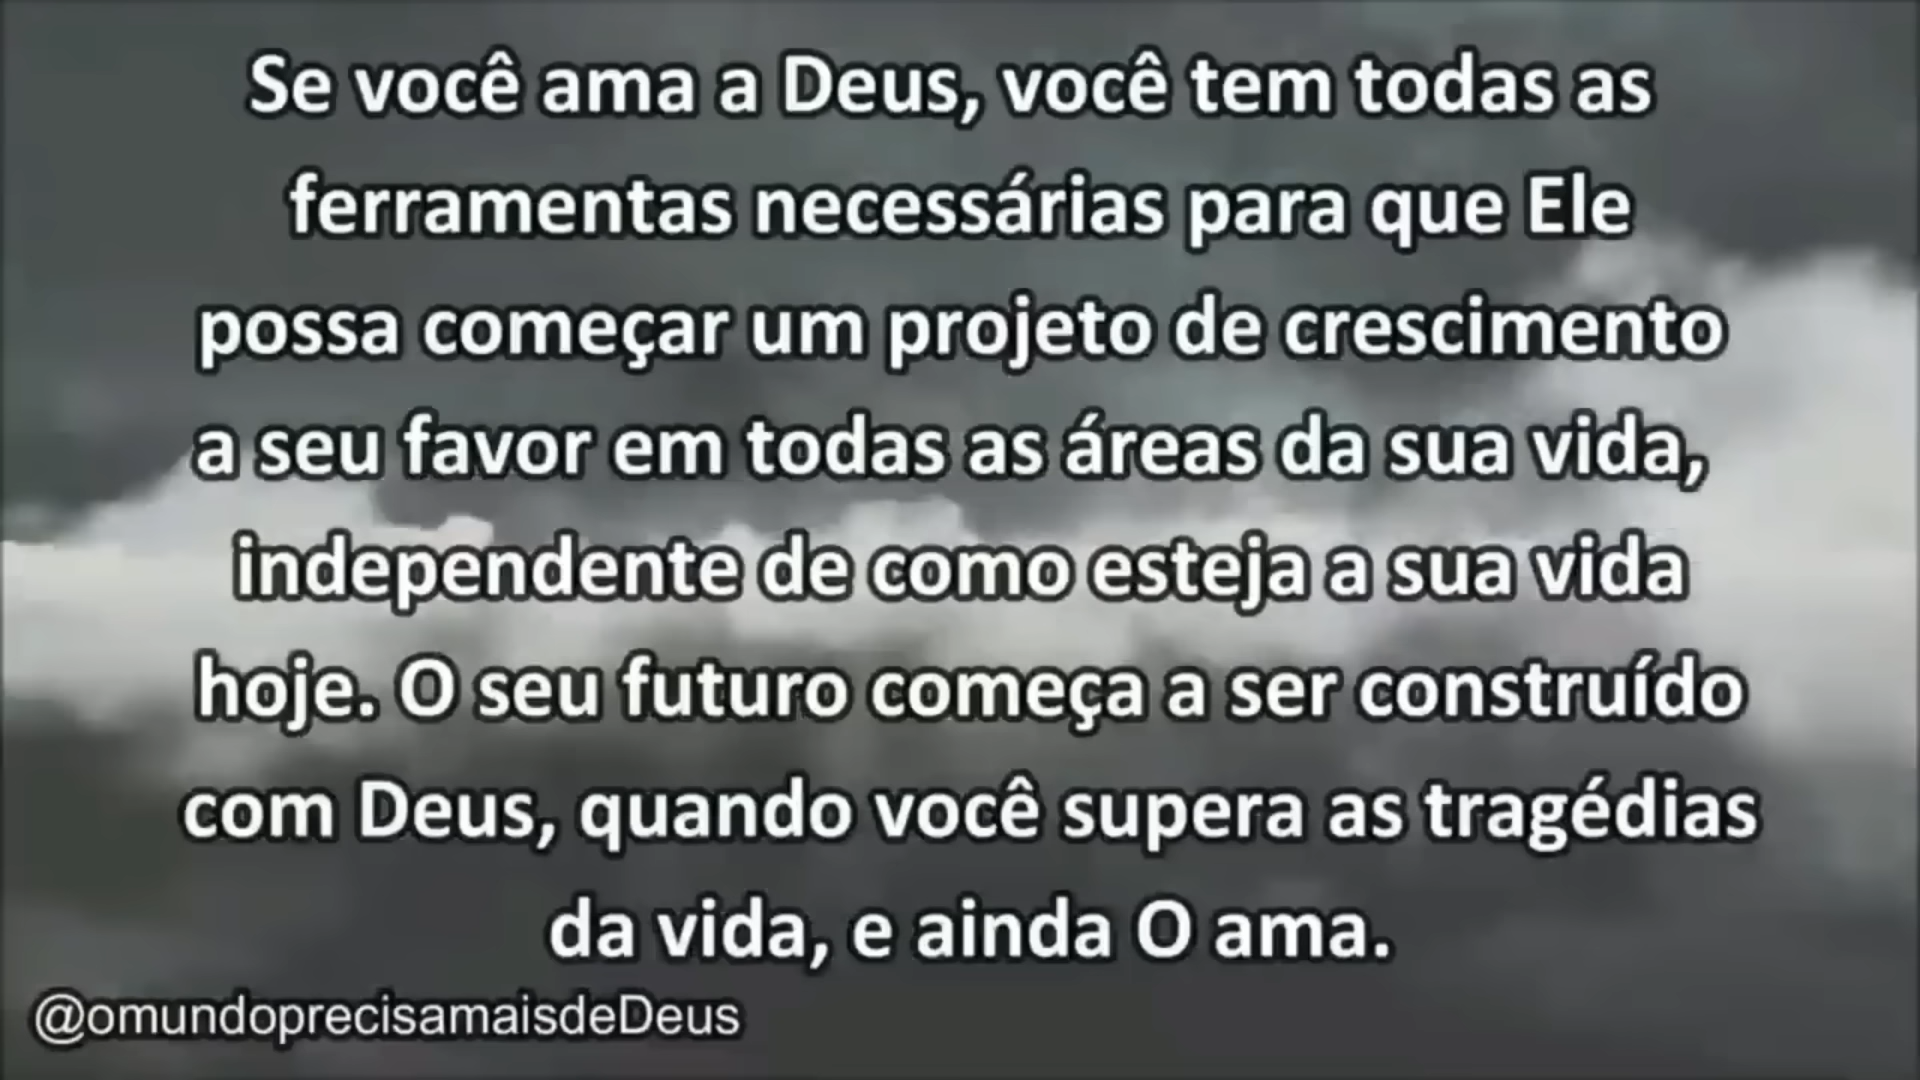 Se você ama a Deus, você tem todas as
ferramentas necessárias para que Ele
possa começar um projeto de crescimento
a seu favor em todas as áreas da sua vida,
independente de como esteja a sua vida
hoje. O seu futuro começa a ser construído
com Deus, quando você supera as tragédias
da vida, e ainda O ama.
@omundoprecisamaisdeDeus